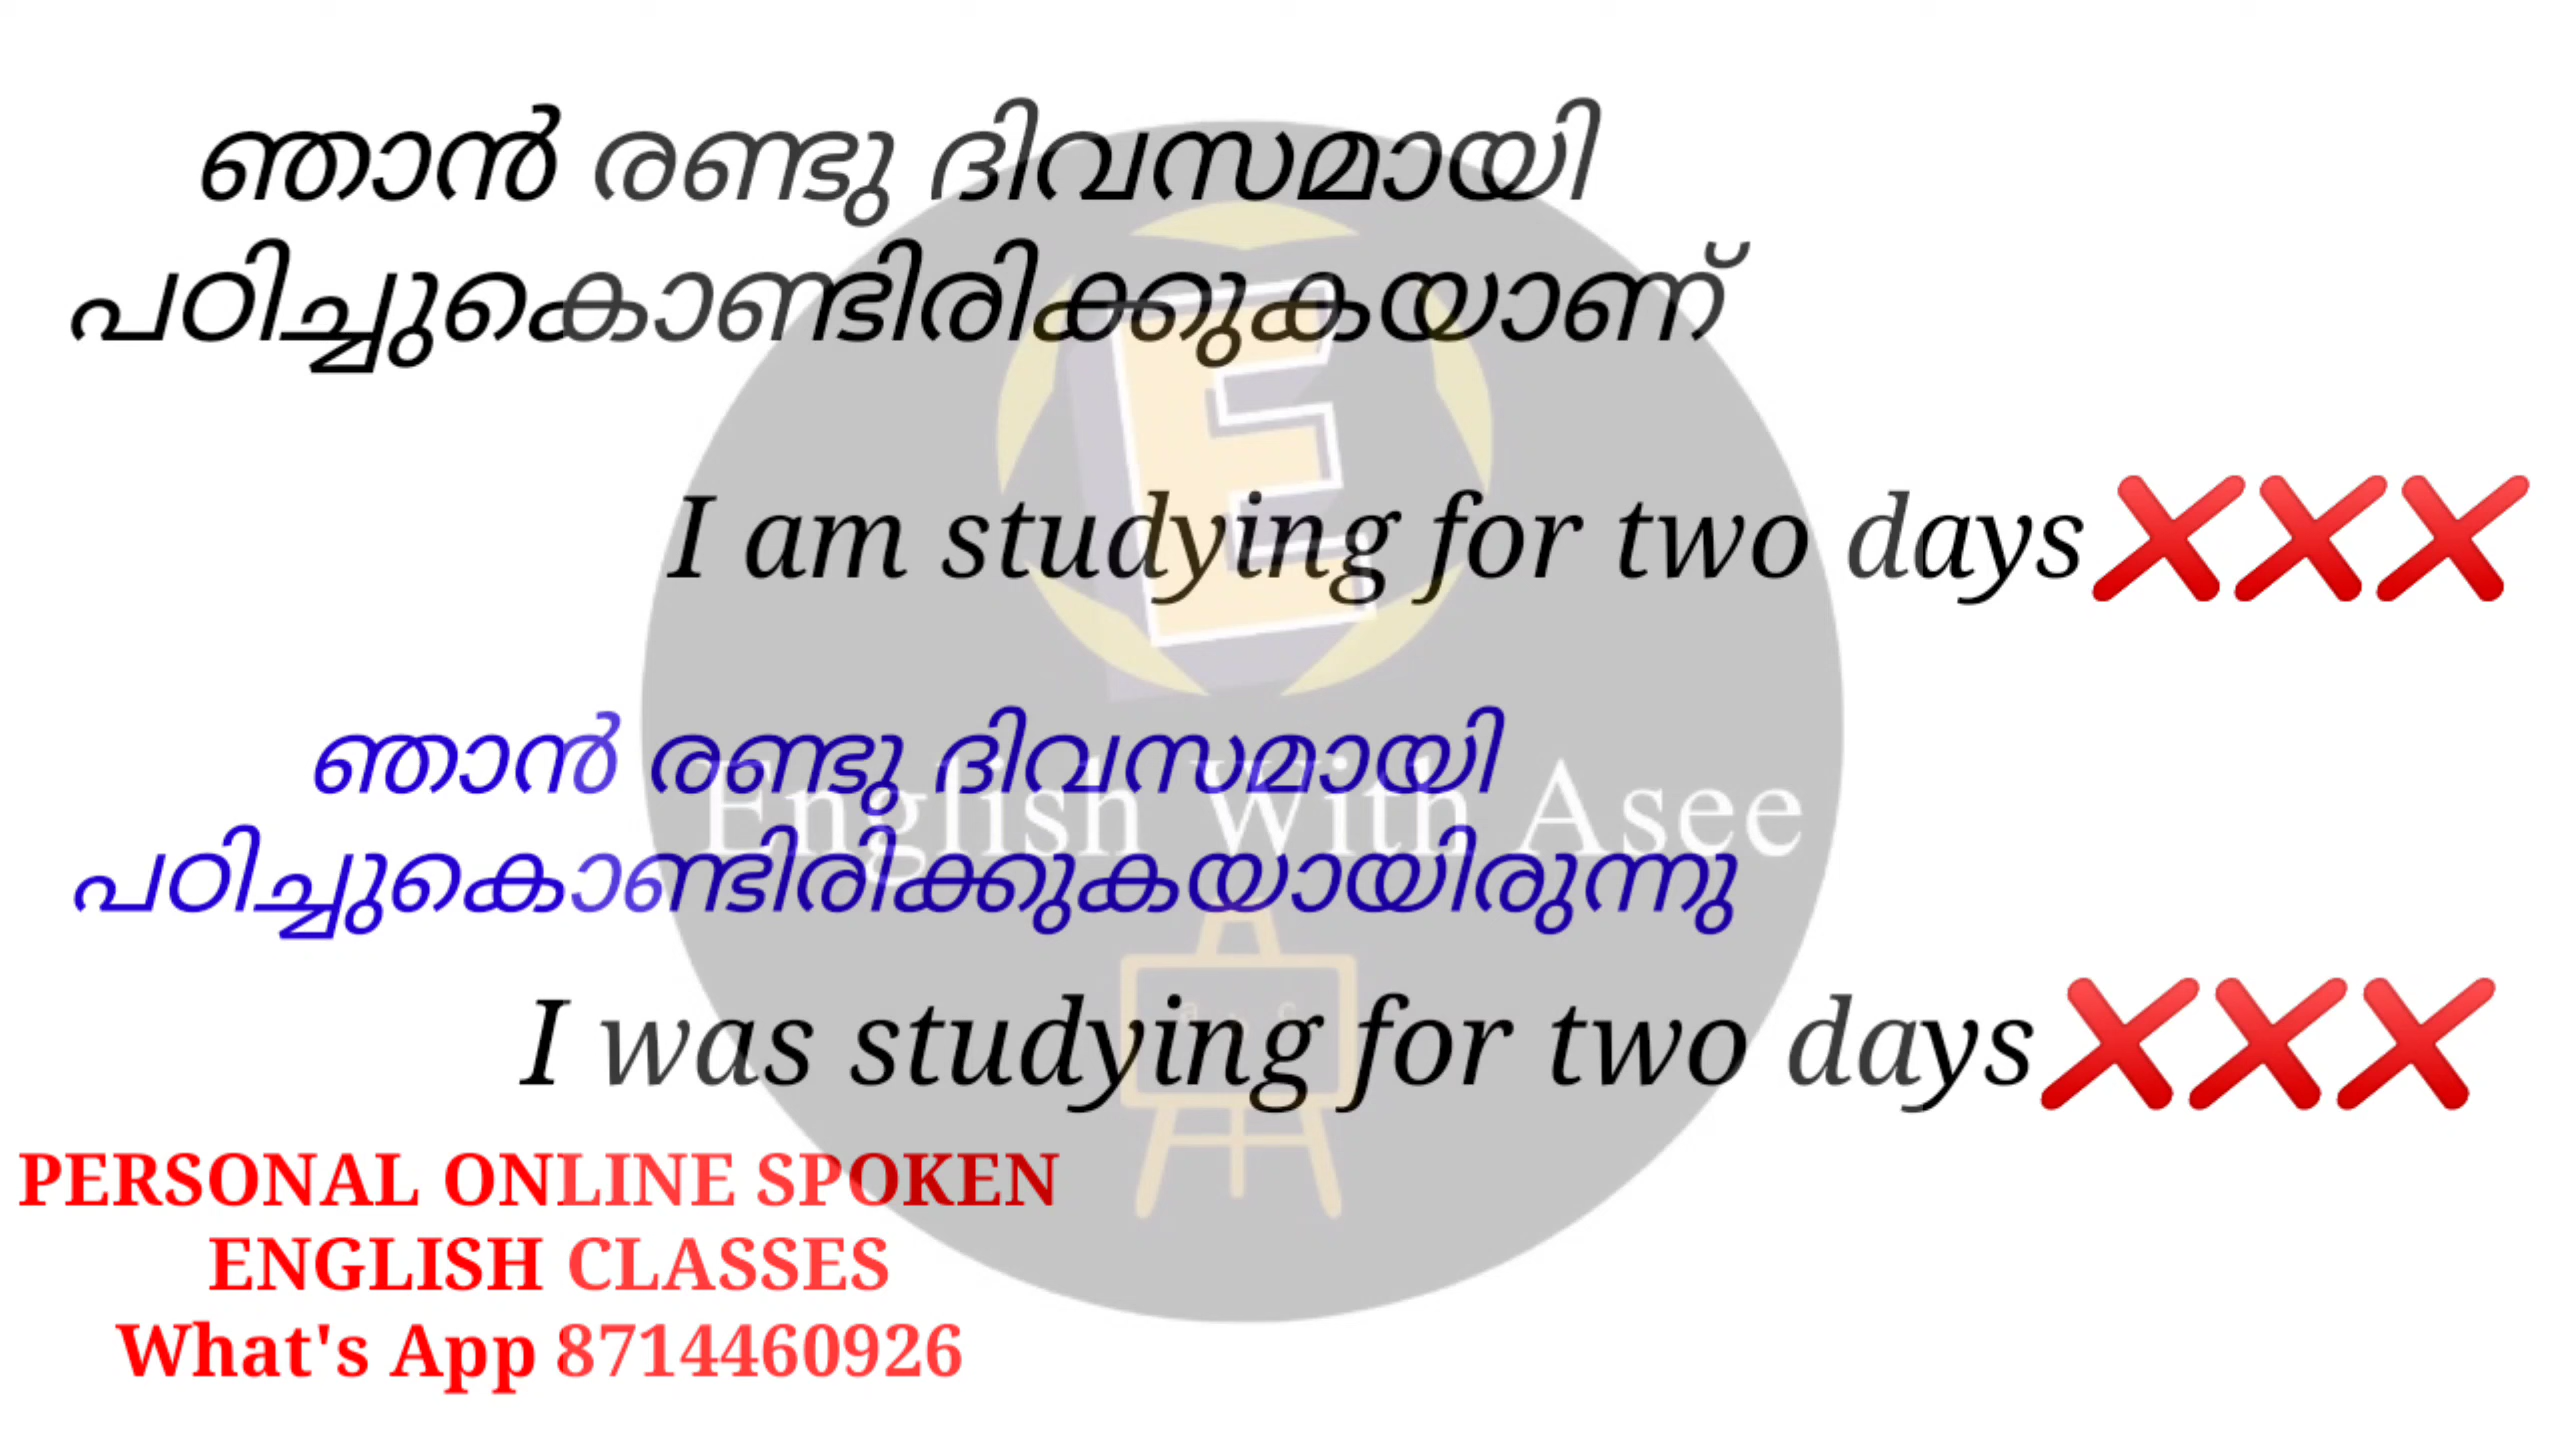 ഞാൻ രണ്ടു ദിവസമായി
പഠിച്ചുകൊണ്ടിരിക്കുകയാണ്
I am studying for two days❌❌❌
ഞാൻ രണ്ടു ദിവസമായി
English With Asee
പഠിച്ചുകൊണ്ടിരിക്കുകയായിരുന്നു
I was studying for two days❌❌❌
PERSONAL ONLINE SPOKEN
ENGLISH CLASSES
What's App 8714460926